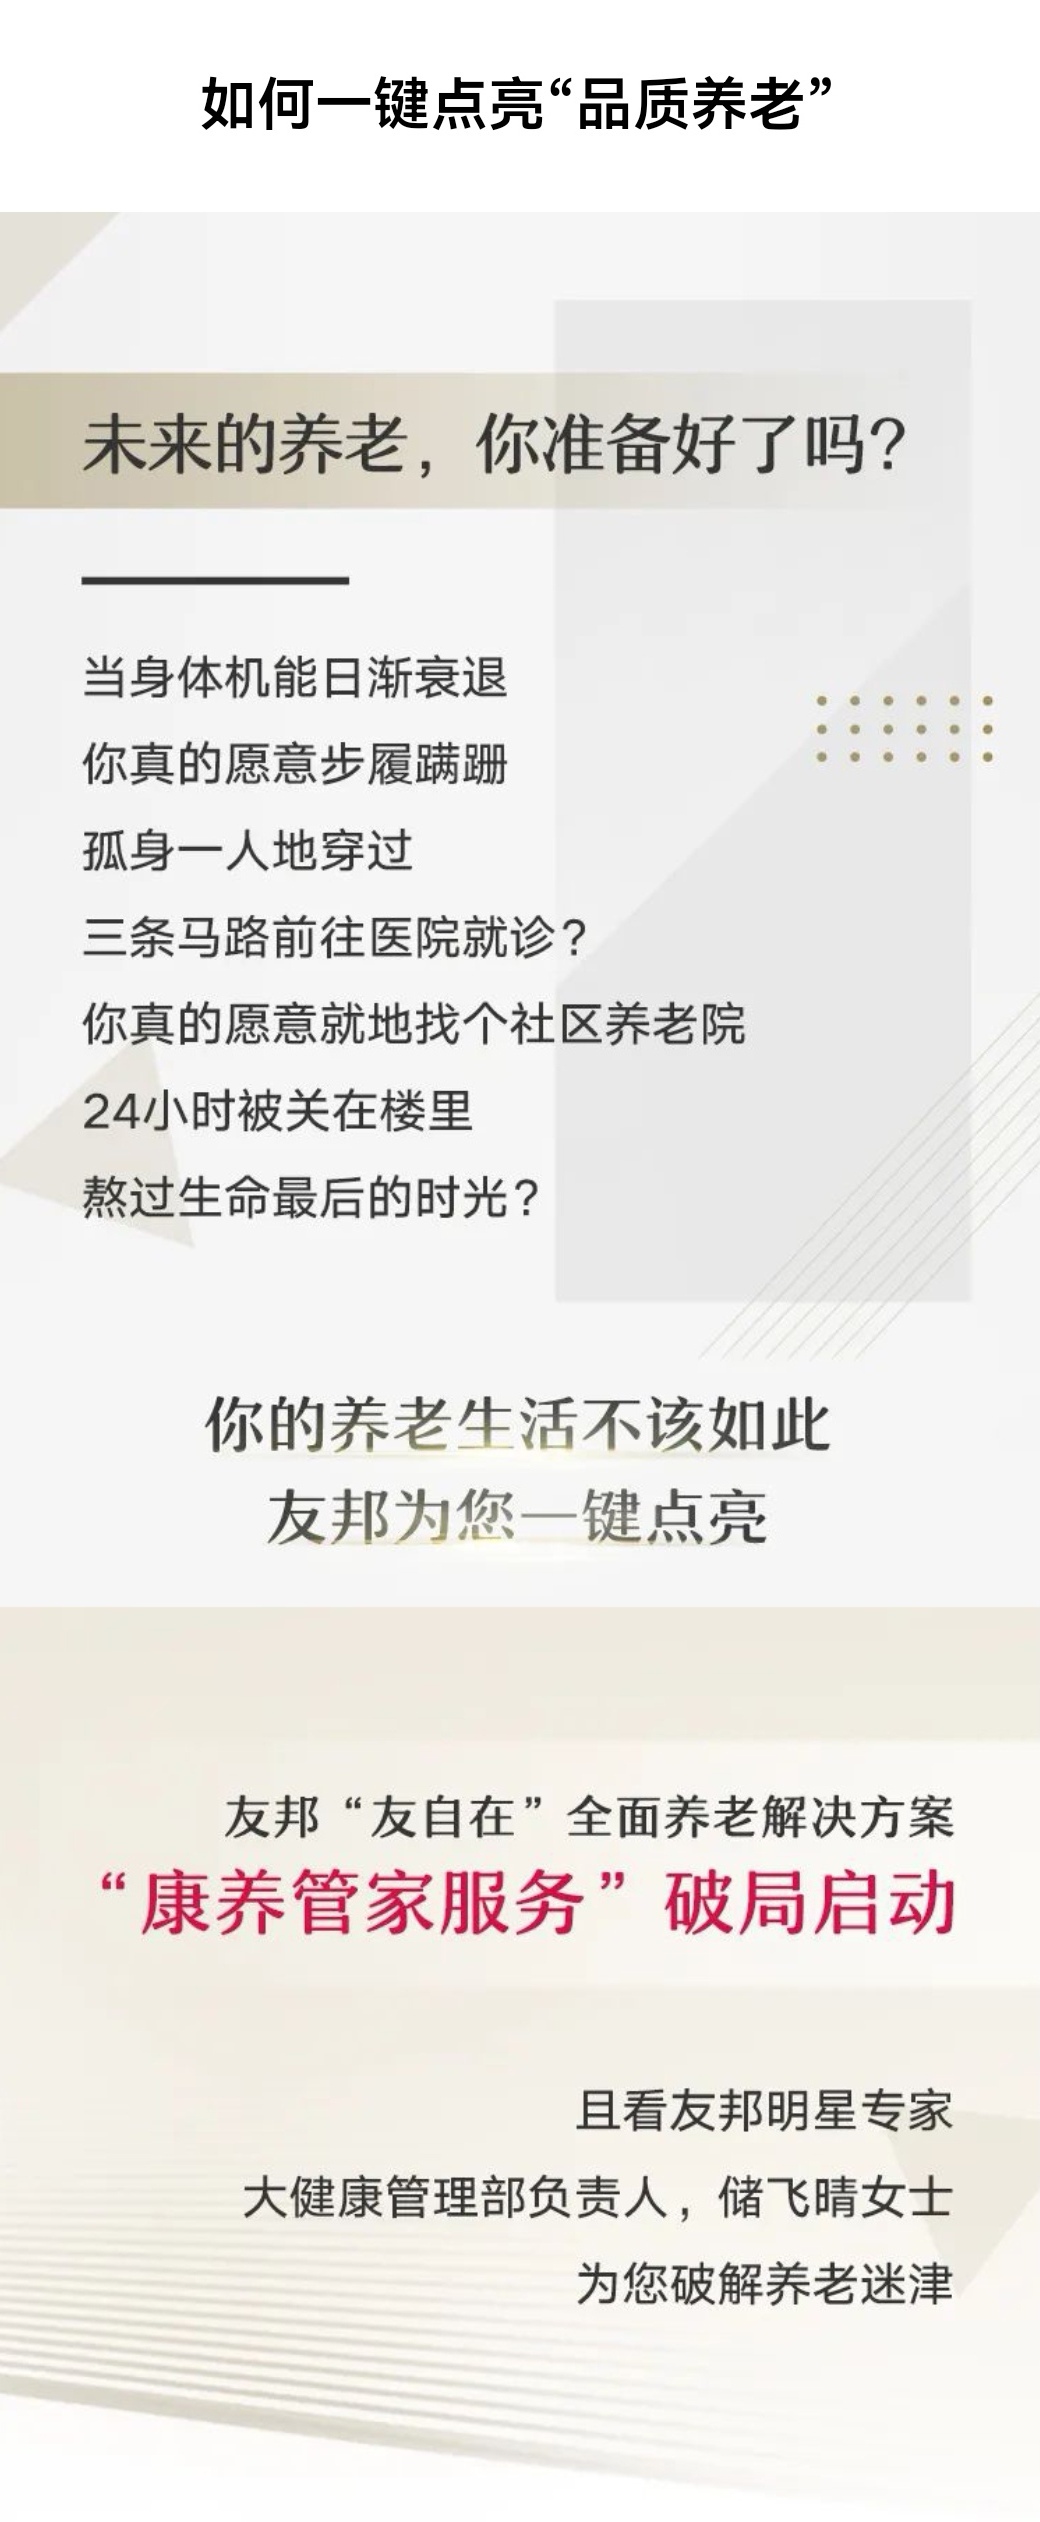 如何一键点亮“品质养老”
未来的养老，你准备好了吗？
当身体机能日渐衰退
你真的愿意步履蹒跚
孤身一人地穿过
三条马路前往医院就诊？
你真的愿意就地找个社区养老院
24小时被关在楼里
熬过生命最后的时光？
你的养老生活不该如此
友邦为您一键点亮
友邦“友自在”全面养老解决方案
“康养管家服务”破局启动
且看友邦明星专家
大健康管理部负责人，储飞晴女士
为您破解养老迷津